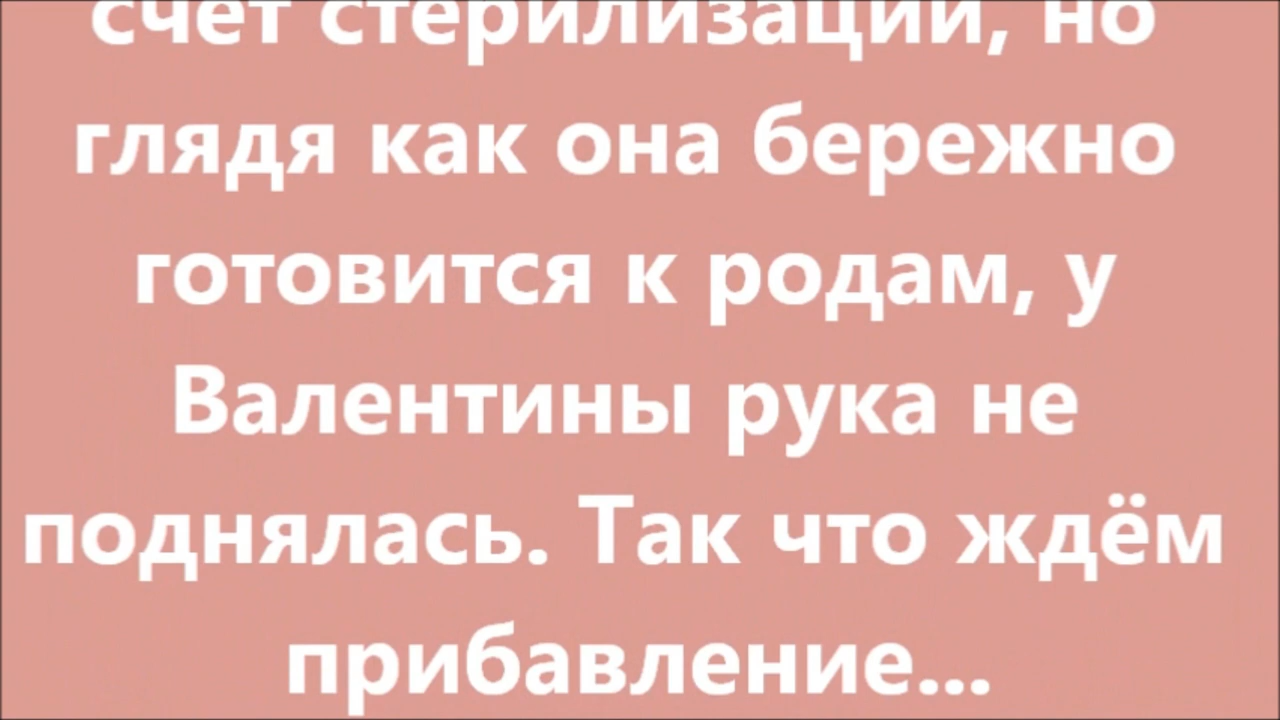 счет стерилизации, но
глядя как она бережно
готовится к родам, у
Валентины рука не
поднялась. Так что ждём
прибавление...